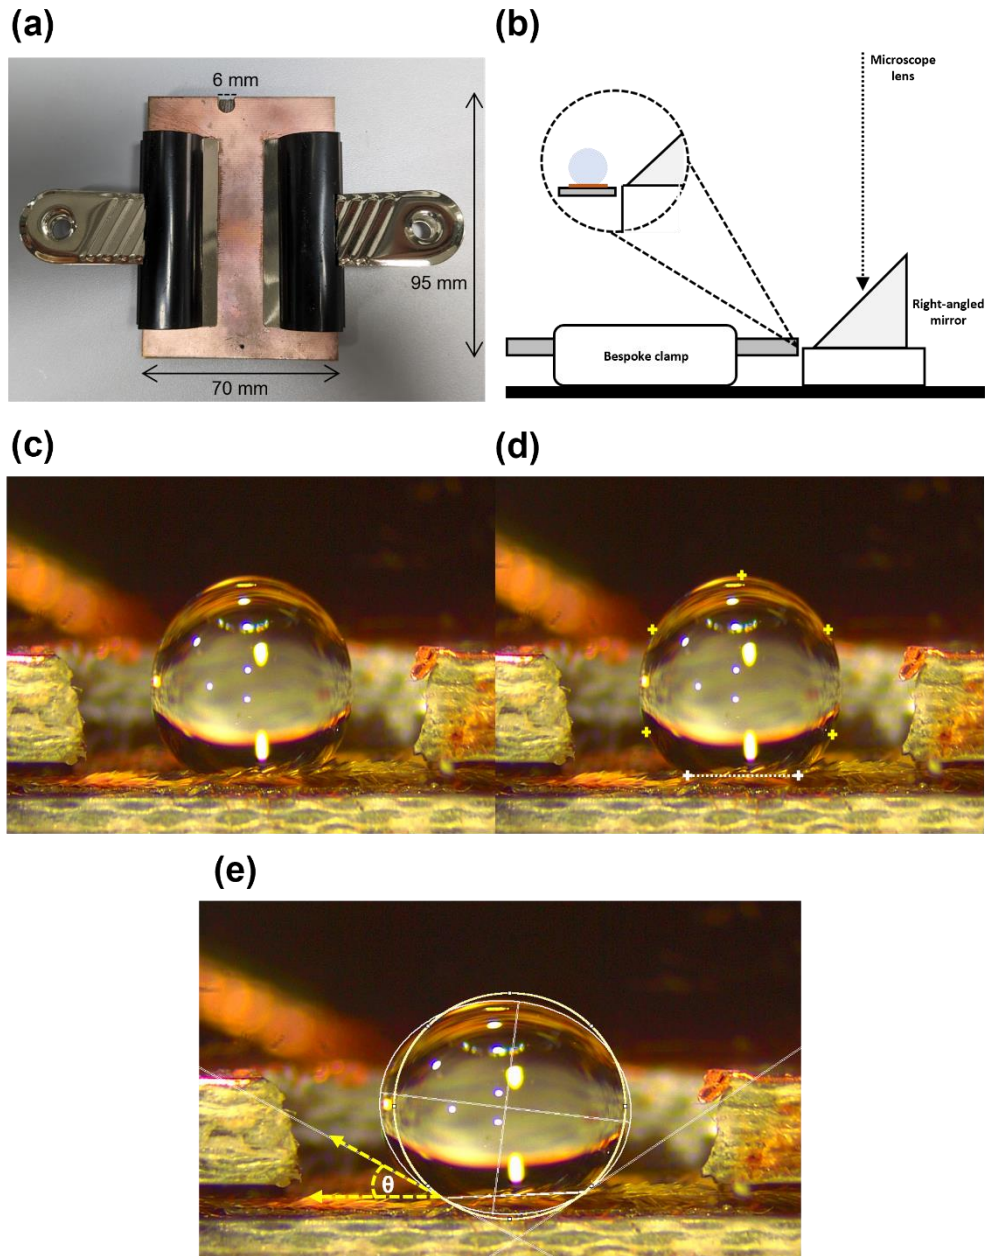 (a)
(b)
6 mm
95 mm
70 mm
Microscope
lens
Right-angled
mirror
Bespoke clamp
(c)
(d)
(e)
θ